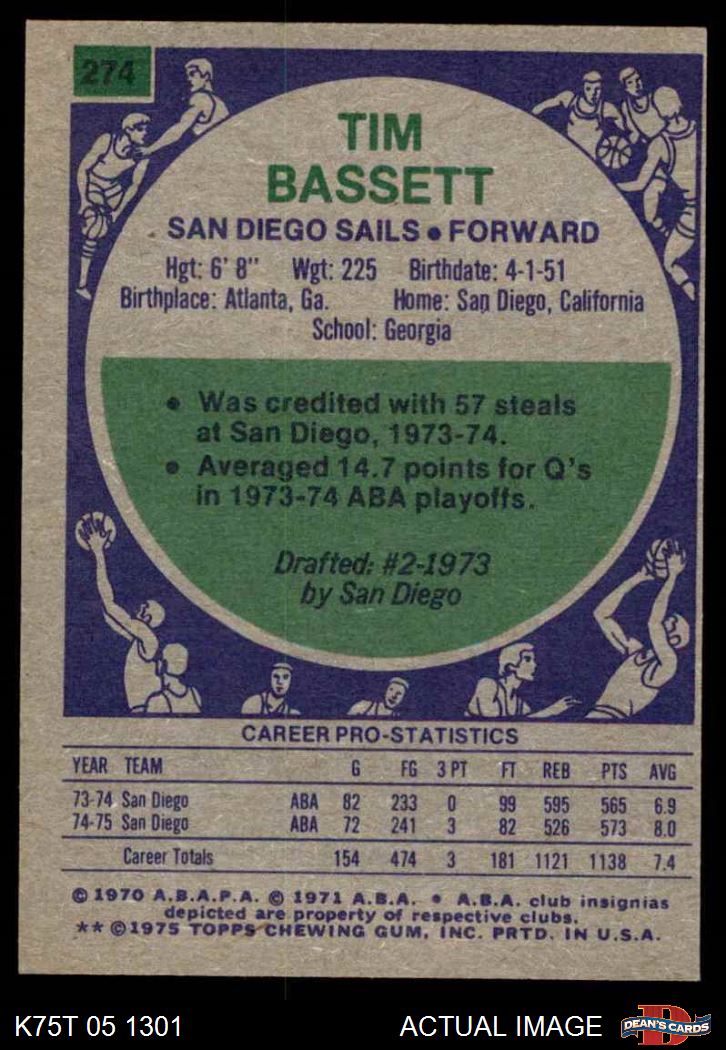 274
TIM
BASSETT
SAN DIEGO SAILS • FORWARD
Hgt: 6' 8" Wgt: 225 Birthdate: 4-1-51
Birthplace: Atlanta, Ga. Home: San Diego, California
School: Georgia
• Was credited with 57 steals
at San Diego, 1973-74.
• Averaged 14.7 points for Q's
in 1973-74 ABA playoffs.
Drafted: #2-1973
by San Diego
CAREER PRO-STATISTICS
YEAR TEAM G FG 3 PT FT REB PTS AVG
73-74 San Diego ABA 82 233 0 99 595 565 6.9
74-75 San Diego ABA 72 241 3 82 526 573 8.0
Career Totals 154 474 3 181 1121 1138 7.4
© 1970 A.B.A.P.A. © 1971 A.B.A. • A.B.A. club insignias
depicted are property of respective clubs.
** ©1975 TOPPS CHEWING GUM, INC. PRTD. IN U.S.A.
K75T 05 1301 ACTUAL IMAGE
D
DEAN'S CARDS